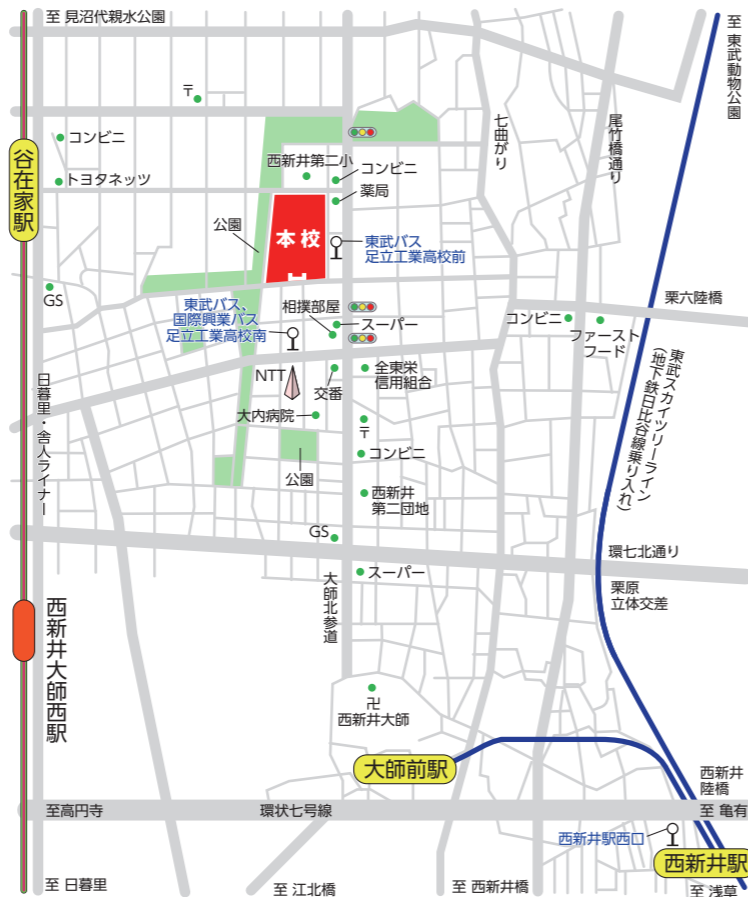 至 見沼代親水公園
至 東武動物公園
〒
コンビニ
七曲がり
尾竹橋通り
谷在家駅
トヨタネッツ
西新井第二小
コンビニ
薬局
公園
本校
東武バス
足立工業高校前
GS
東武バス、
国際興業バス
足立工業高校南
相撲部屋
スーパー
栗六陸橋
コンビニ
ファースト
フード
NTT
交番
全東栄
信用組合
東武スカイツリーライン
(地下鉄日比谷線乗り入れ)
日暮里・舎人ライナー
大内病院
〒
公園
コンビニ
西新井
第二団地
GS
環七北通り
スーパー
栗原
立体交差
大師北参道
西新井大師西駅
卍
西新井大師
大師前駅
西新井
陸橋
至高円寺
環状七号線
至 亀有
西新井駅西口
西新井駅
至 日暮里
至 江北橋
至 西新井橋
至 浅草